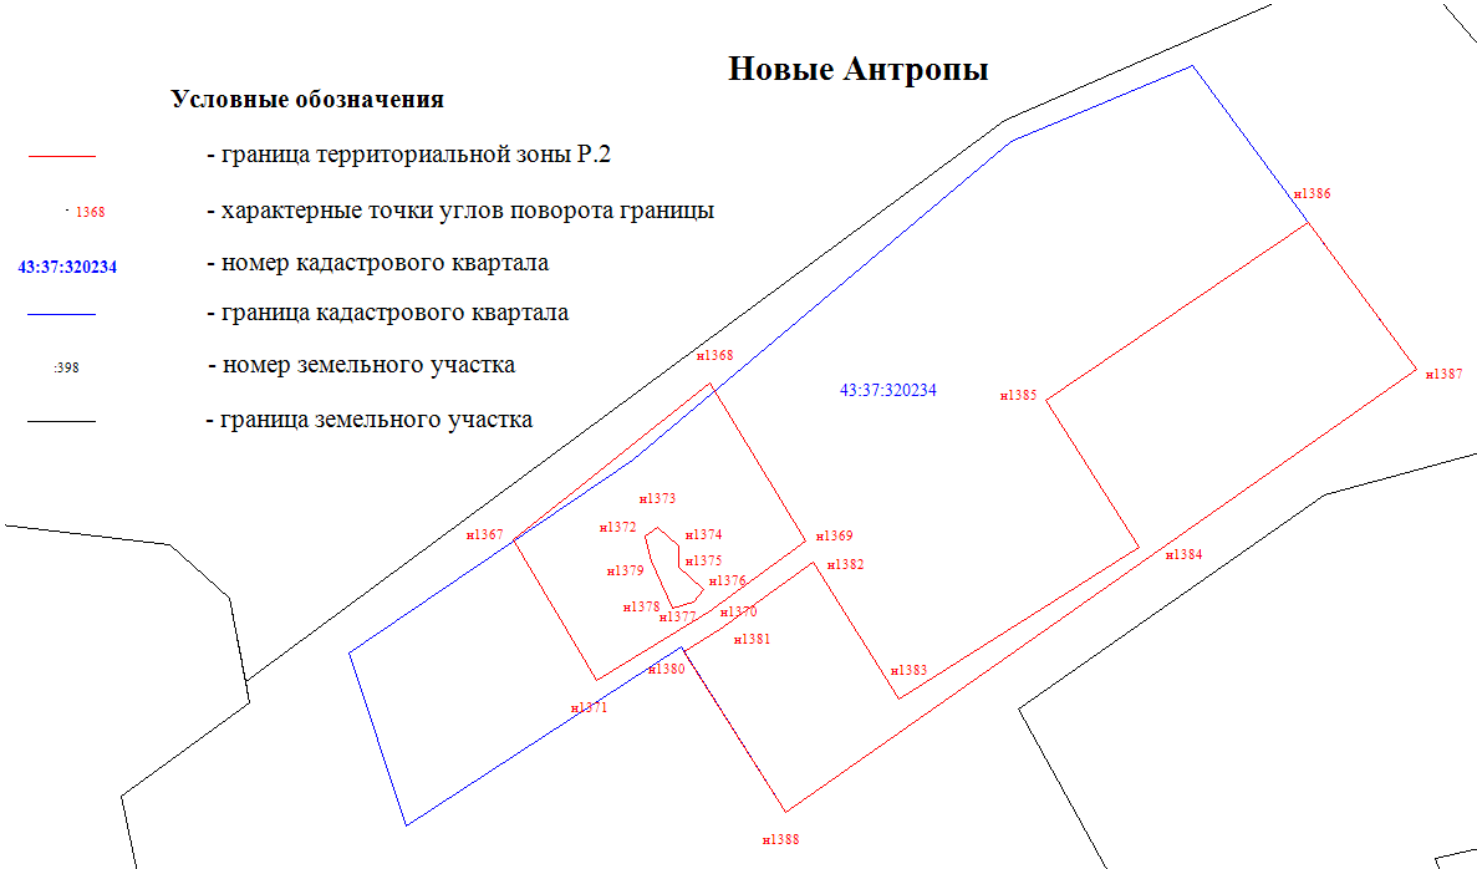 Новые Антропы
Условные обозначения
- граница территориальной зоны Р.2
1368 - характерные точки углов поворота границы
43:37:320234 - номер кадастрового квартала
- граница кадастрового квартала
:398 - номер земельного участка
- граница земельного участка
н1386
н1368
н1387
43:37:320234
н1385
н1373
н1372
н1374
н1367
н1369
н1384
н1375
н1382
н1379
н1376
н1378
н1377
н1370
н1381
н1380
н1383
н1371
н1388